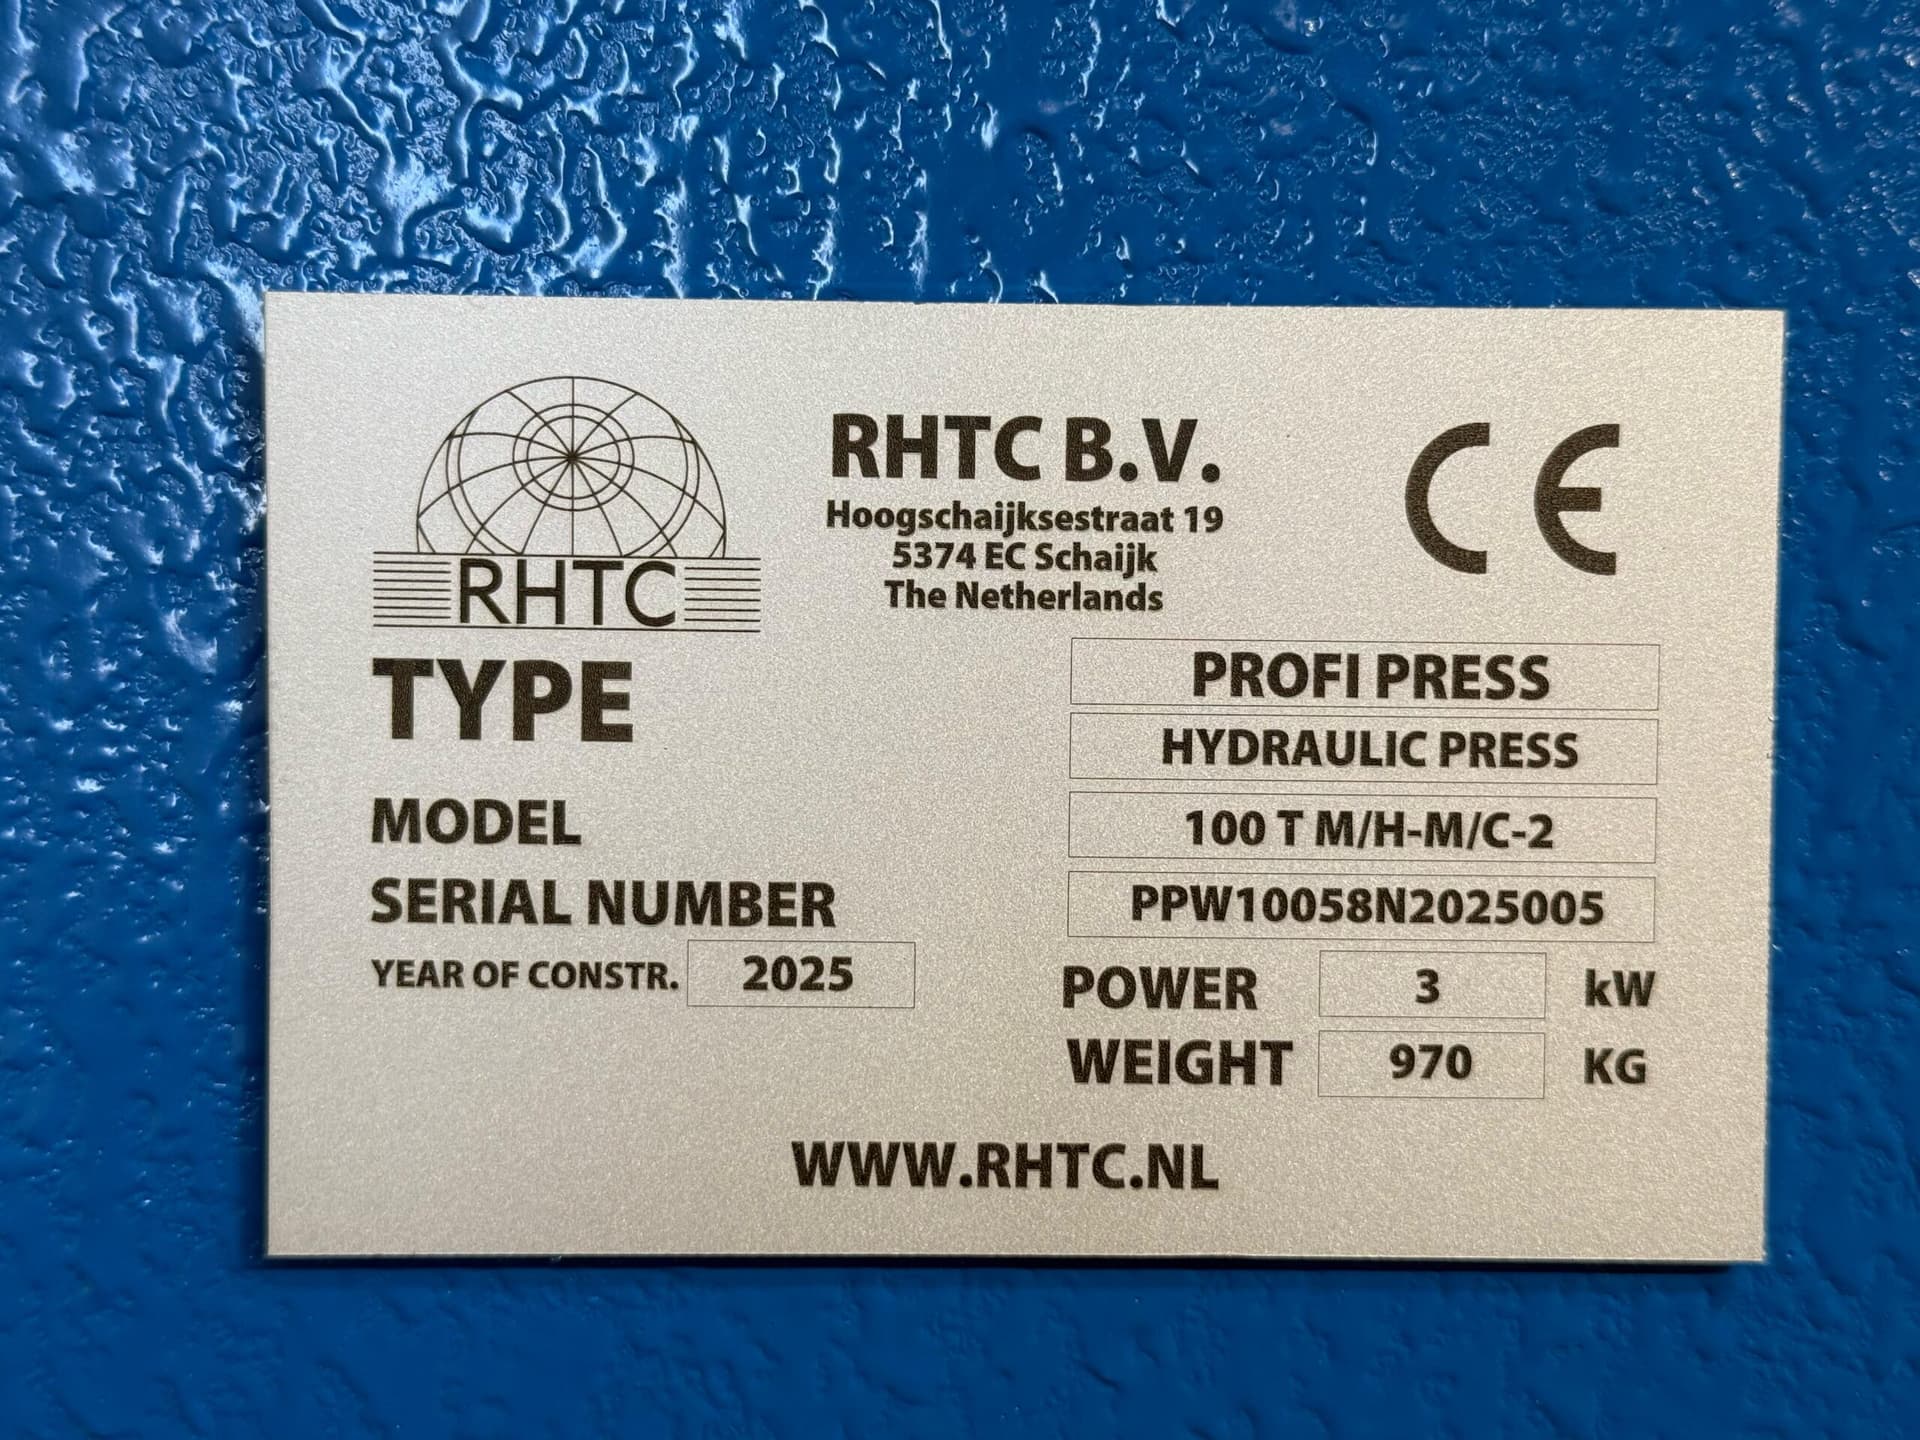 RHTC
RHTC B.V.
Hoogschaijksestraat 19
5374 EC Schaijk
The Netherlands
CE
TYPE
PROFI PRESS
HYDRAULIC PRESS
MODEL
100 T M/H-M/C-2
SERIAL NUMBER
PPW10058N2025005
YEAR OF CONSTR. 2025
POWER 3 kW
WEIGHT 970 KG
WWW.RHTC.NL